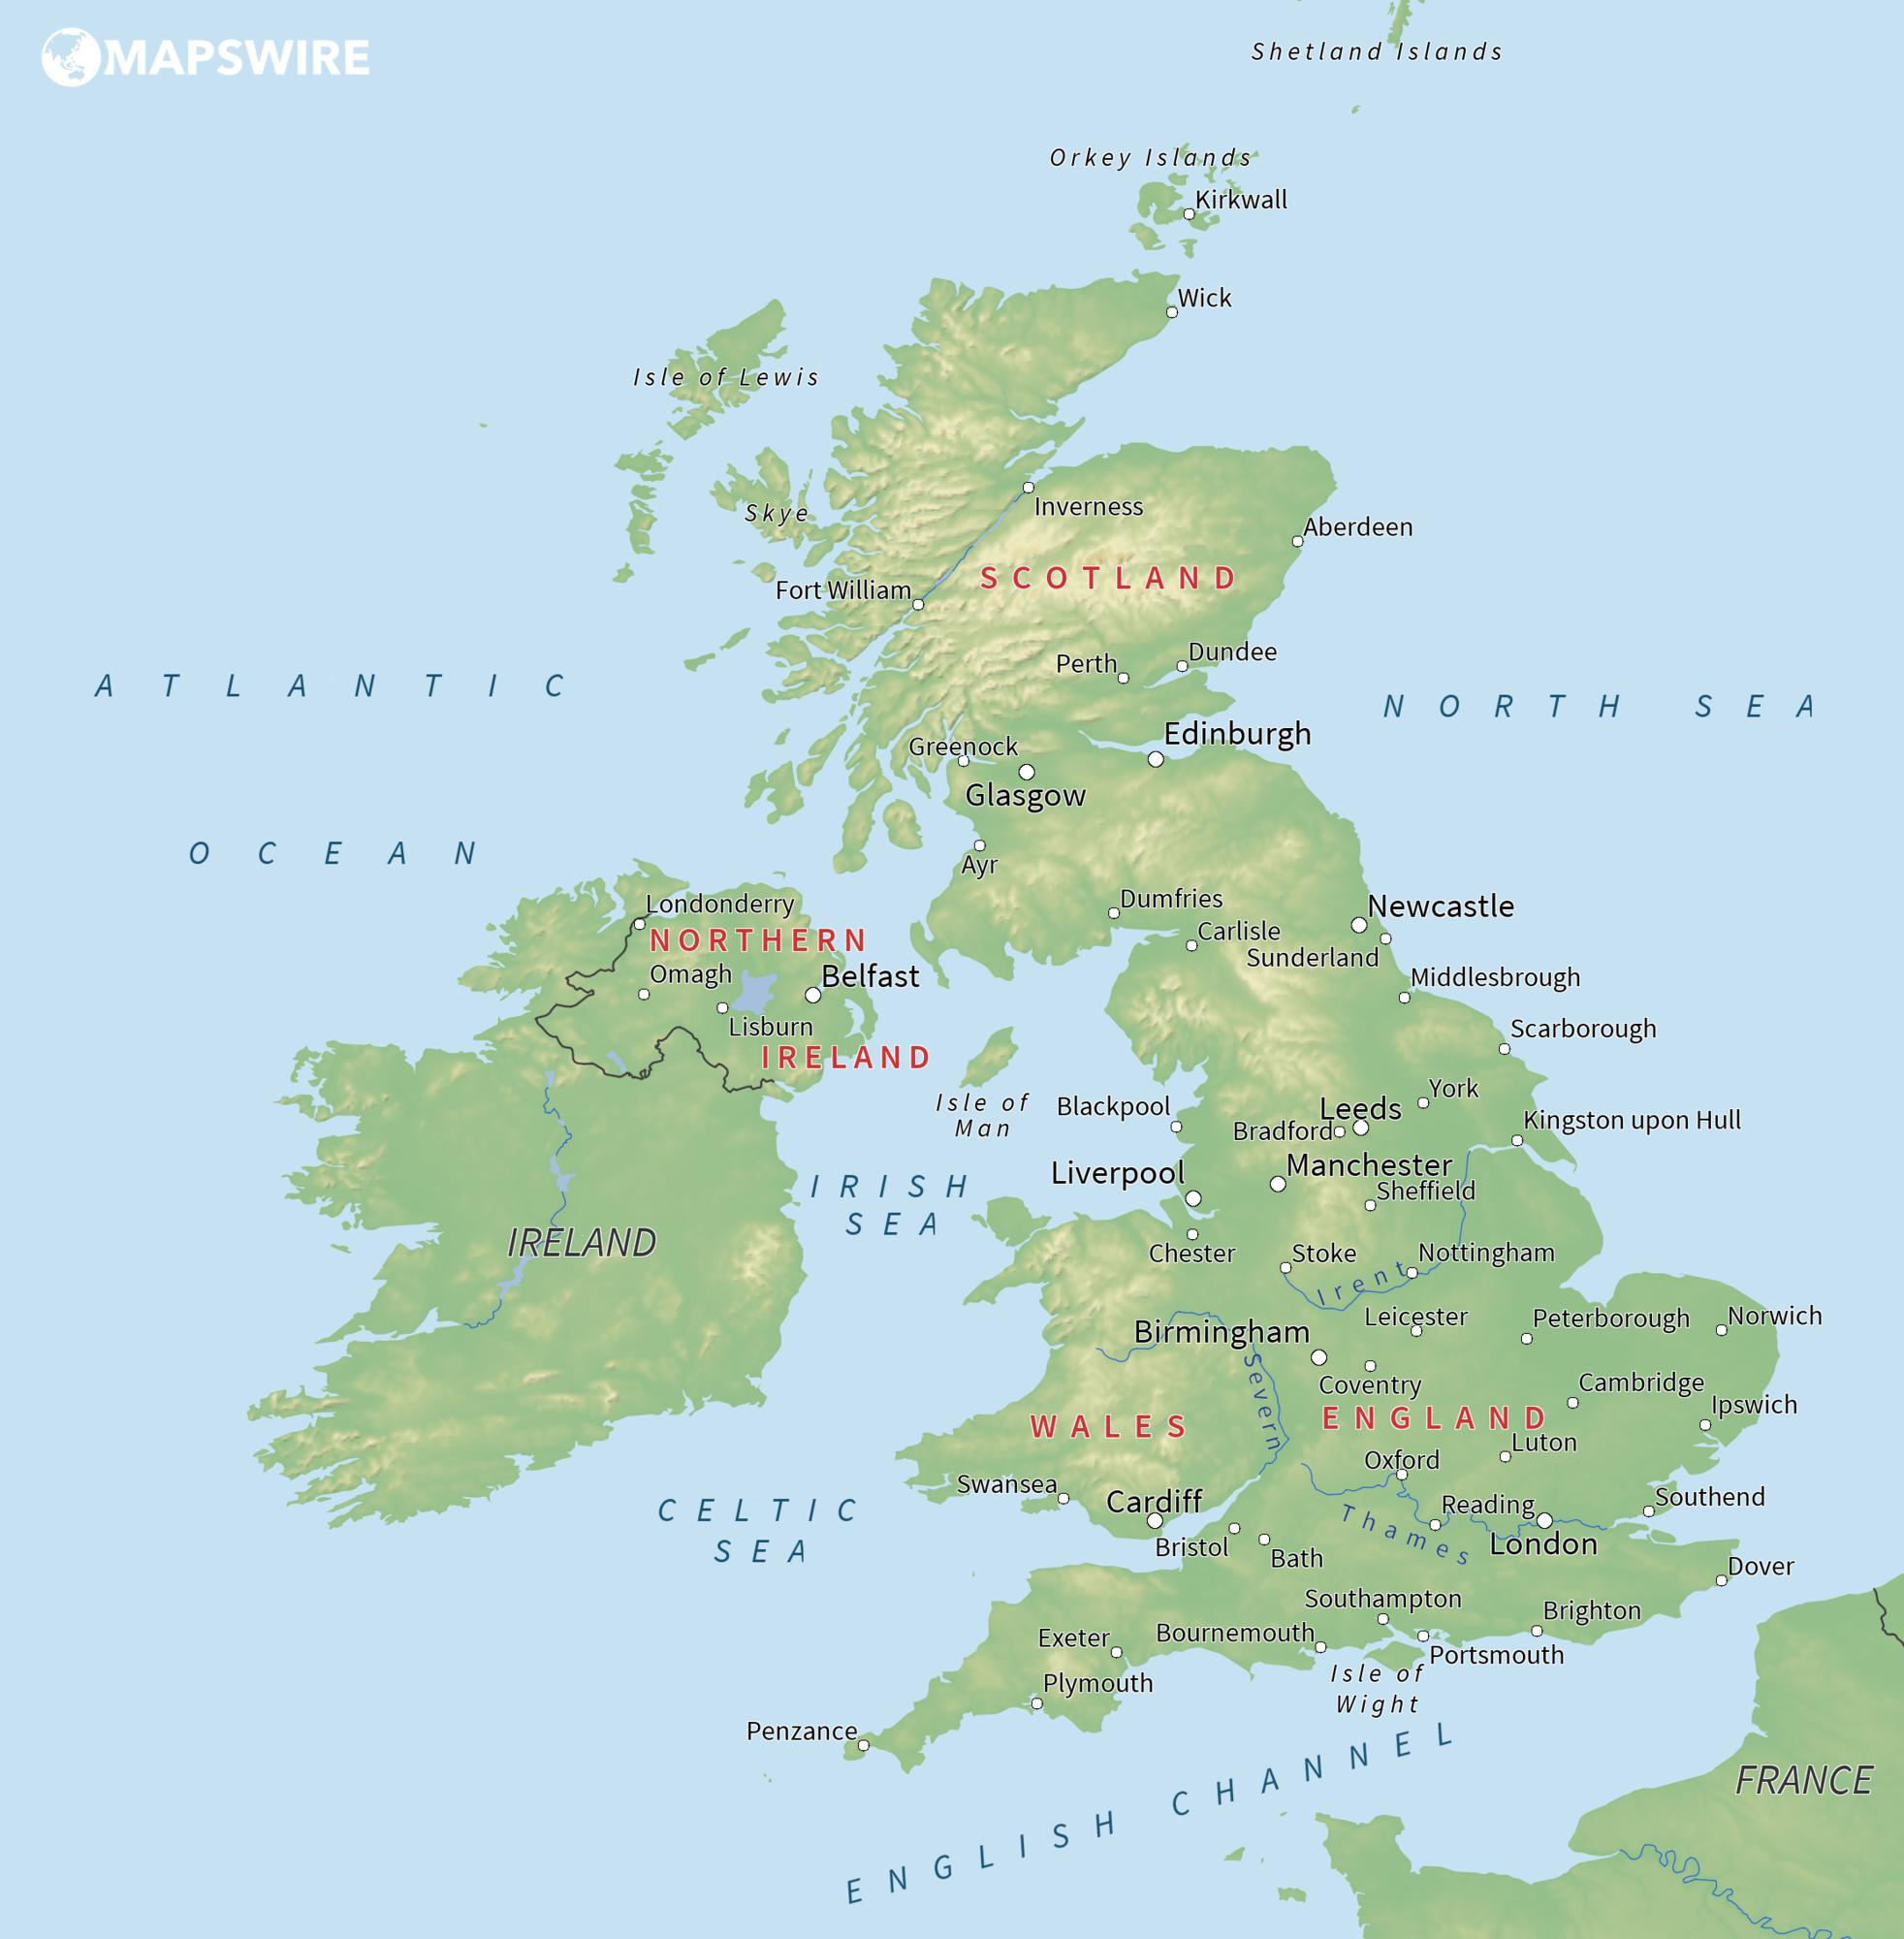 MAPSWIRE
Shetland Islands
Orkey Islands
Kirkwall
Wick
Isle of Lewis
Skye
Inverness
Aberdeen
SCOTLAND
Fort William
Dundee
Perth
ATLANTIC
NORTH SEA
Edinburgh
Greenock
Glasgow
OCEAN
Ayr
Dumfries
Londonderry
Newcastle
Carlisle
NORTHERN
Sunderland
Omagh
Belfast
Middlesbrough
Lisburn
Scarborough
IRELAND
York
Isle of
Man
Blackpool
Leeds
Kingston upon Hull
Bradford
Manchester
Liverpool
IRISH
SEA
Sheffield
IRELAND
Chester
Stoke
Nottingham
Irent
Leicester
Peterborough
Norwich
Birmingham
Severn
Coventry
Cambridge
Ipswich
WALES
ENGLAND
Luton
Oxford
Swansea
Cardiff
Reading
Southend
CELTIC
SEA
Thames
London
Bristol
Bath
Dover
Southampton
Brighton
Bournemouth
Exeter
Portsmouth
Isle of
Wight
Plymouth
Penzance
ENGLISH CHANNEL
FRANCE